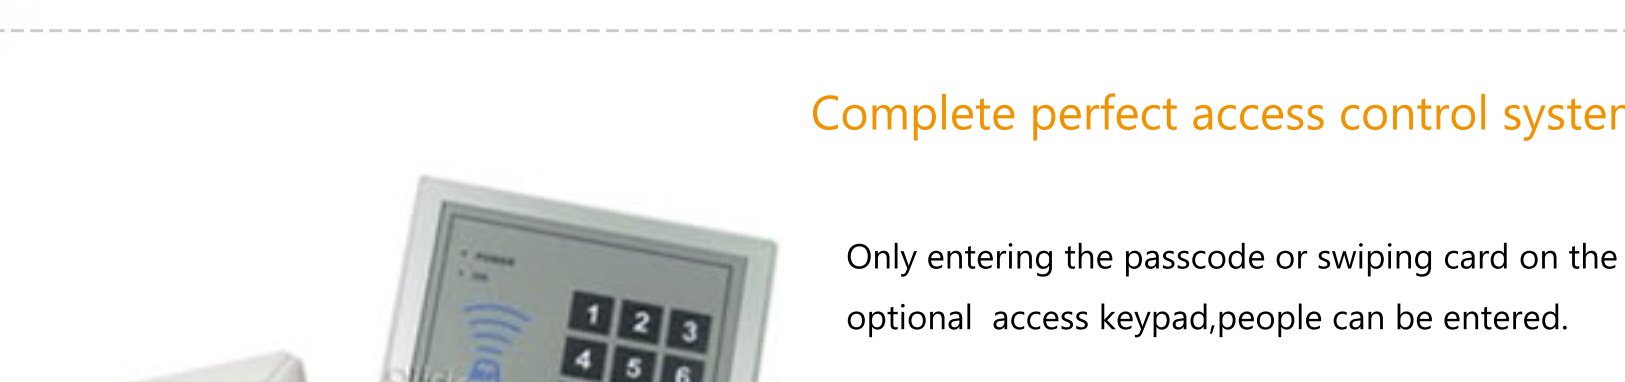 Complete perfect access control
Only entering the passcode or swiping card on the
optional access keypad,people can be entered.
POWER
1 2 3
4 5 6